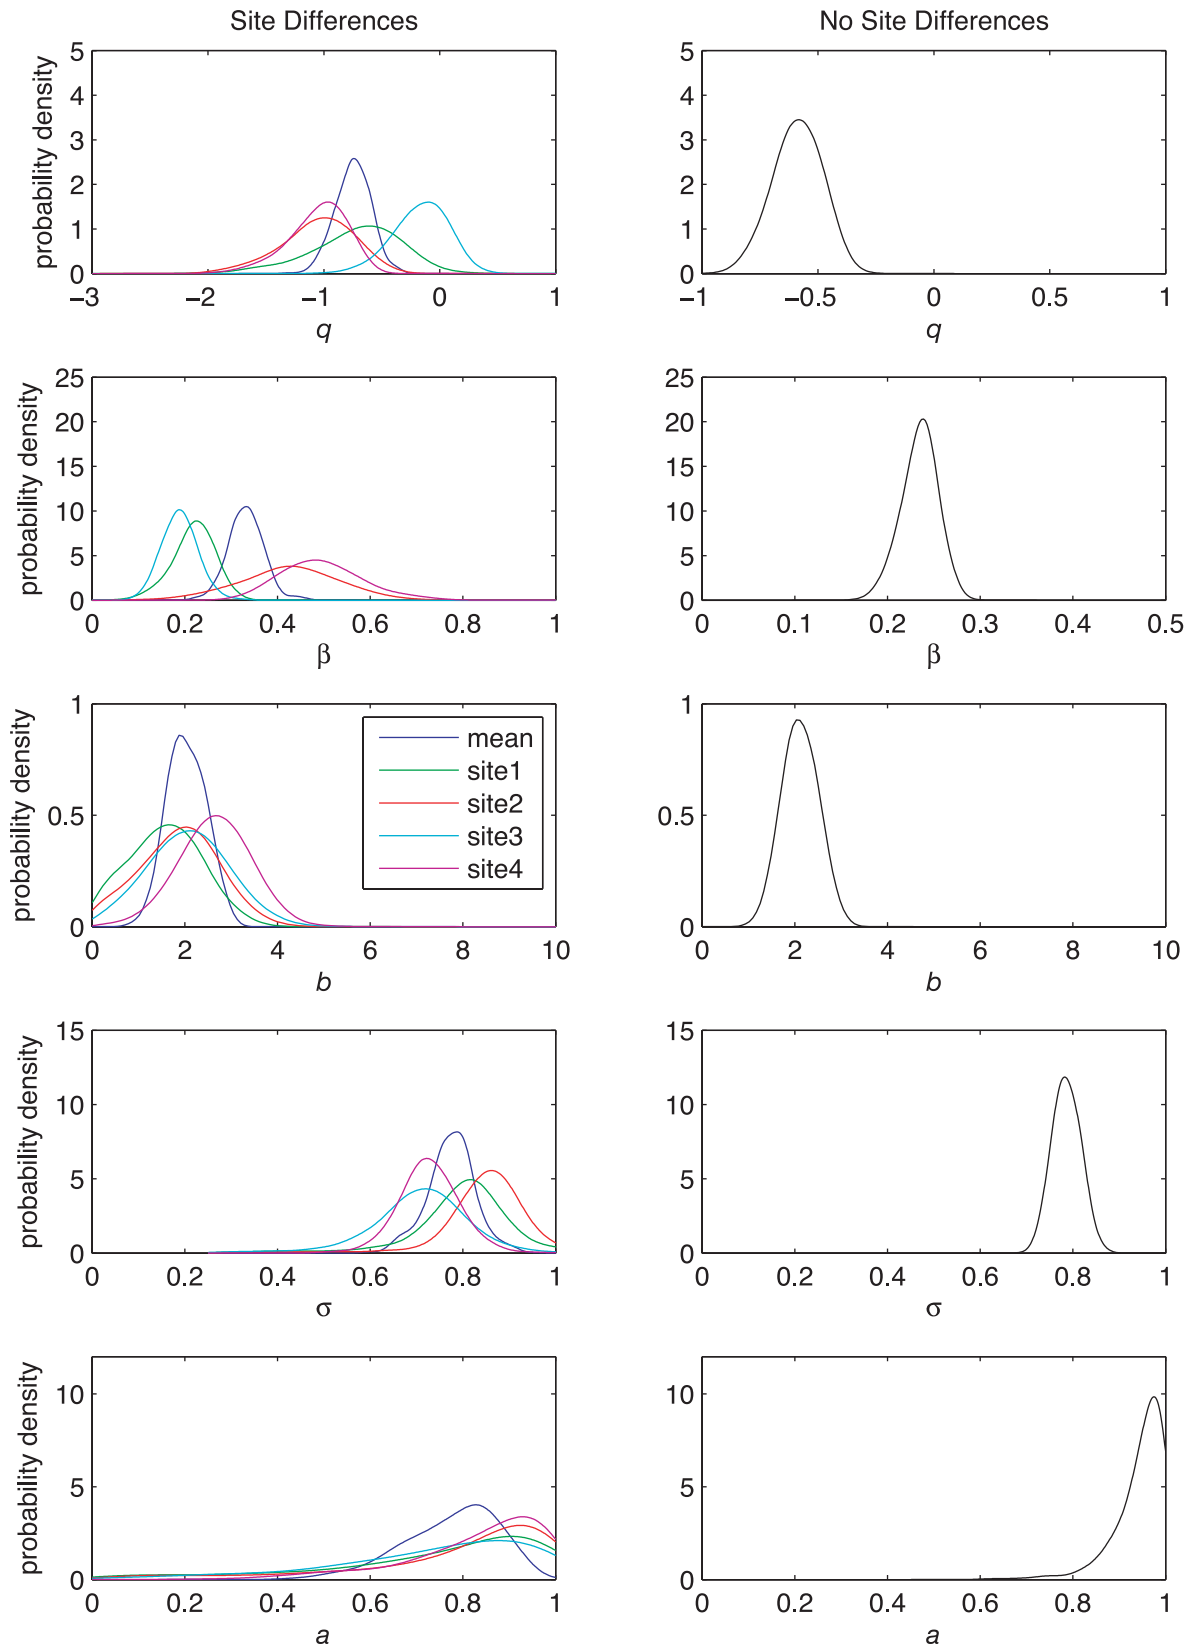 Site Differences
No Site Differences
probability density
5
4
3
2
1
0
−3 −2 −1 0 1
q
5
4
3
2
1
0
−1 −0.5 0 0.5 1
q
probability density
25
20
15
10
5
0
0 0.2 0.4 0.6 0.8 1
β
25
20
15
10
5
0
0 0.1 0.2 0.3 0.4 0.5
β
probability density
1
0.5
0
mean
site1
site2
site3
site4
0 2 4 6 8 10
b
1
0.5
0
0 2 4 6 8 10
b
probability density
15
10
5
0
0 0.2 0.4 0.6 0.8 1
σ
15
10
5
0
0 0.2 0.4 0.6 0.8 1
σ
probability density
10
5
0
0 0.2 0.4 0.6 0.8 1
a
10
5
0
0 0.2 0.4 0.6 0.8 1
a